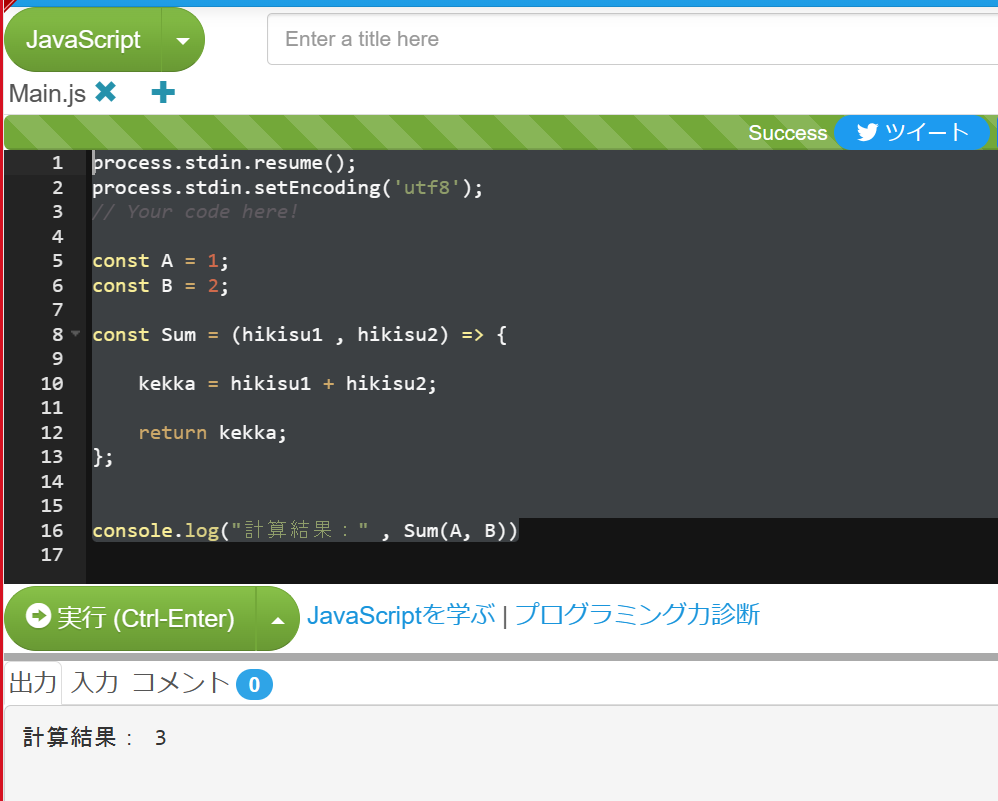 JavaScript
Enter a title here
Main.js
Success ツイート
1 process.stdin.resume();
2 process.stdin.setEncoding('utf8');
3 // Your code here!
4
5 const A = 1;
6 const B = 2;
7
8 const Sum = (hikisu1 , hikisu2) => {
9
10 kekka = hikisu1 + hikisu2;
11
12 return kekka;
13 };
14
15
16 console.log("計算結果：" , Sum(A, B))
17
実行 (Ctrl-Enter) JavaScriptを学ぶ | プログラミング力診断
出力 入力 コメント 0
計算結果： 3